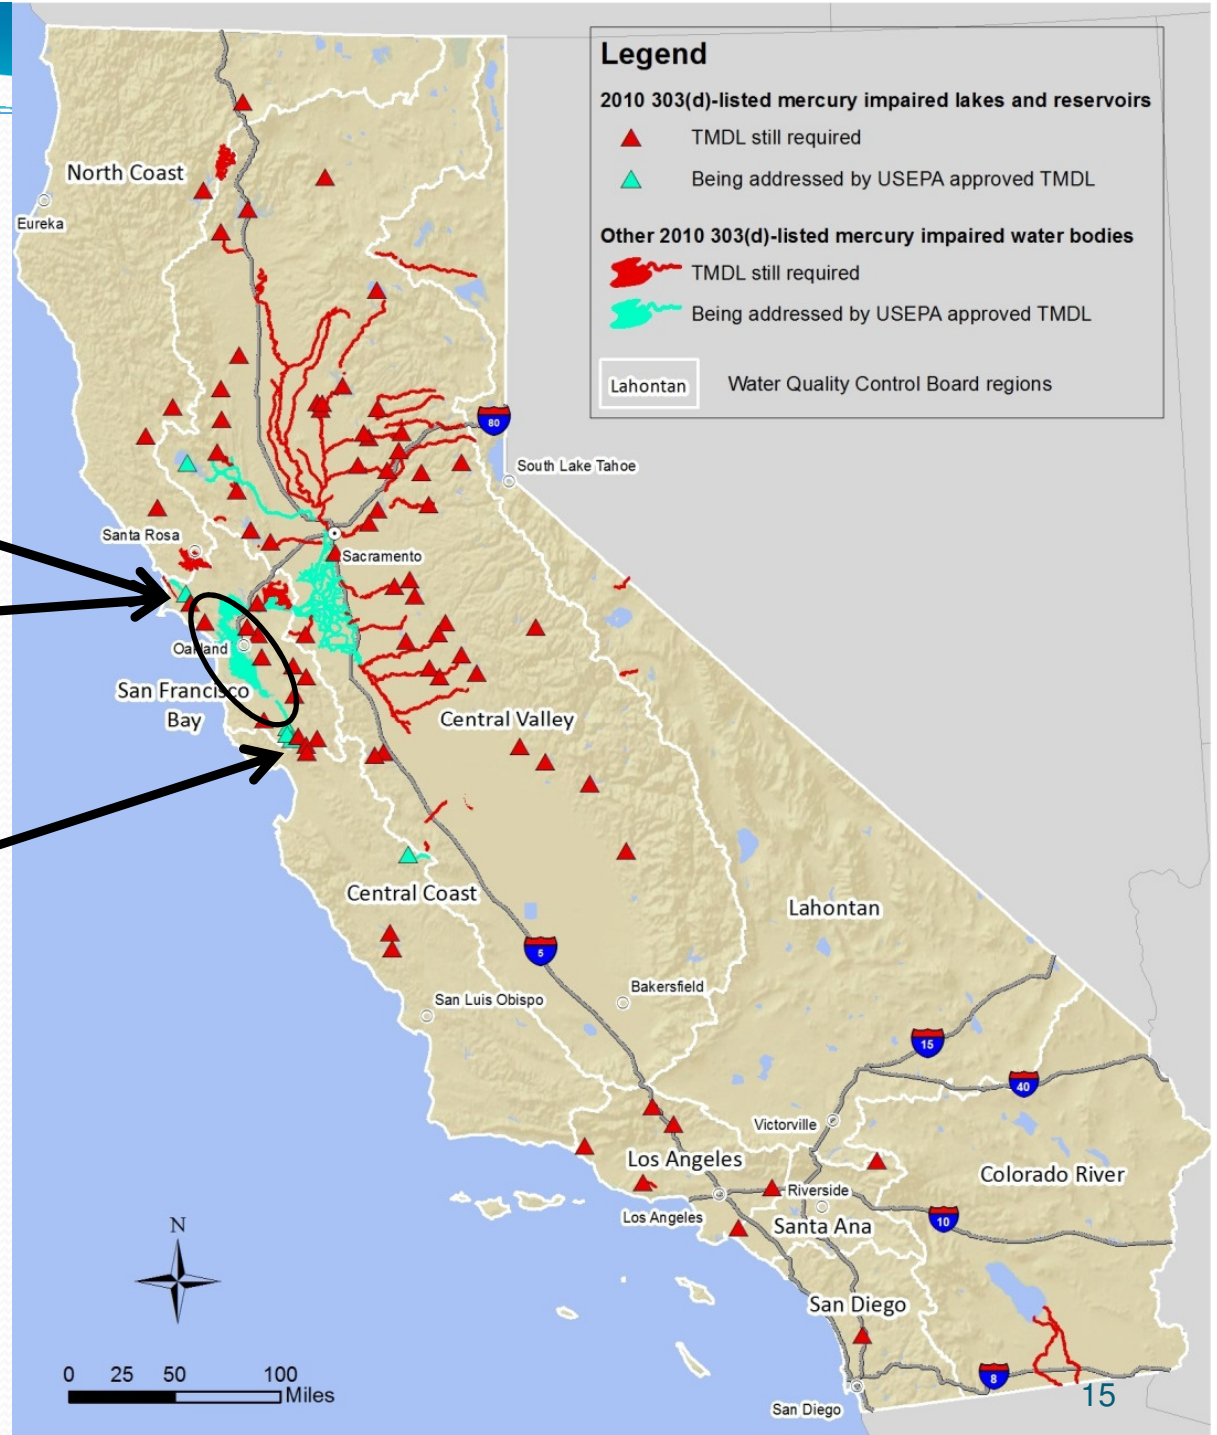 Legend
2010 303(d)-listed mercury impaired lakes and reservoirs
TMDL still required
Being addressed by USEPA approved TMDL
Other 2010 303(d)-listed mercury impaired water bodies
TMDL still required
Being addressed by USEPA approved TMDL
Lahontan
Water Quality Control Board regions
North Coast
Eureka
80
South Lake Tahoe
Santa Rosa
Sacramento
Oakland
San Francisco
Bay
Central Valley
Central Coast
Lahontan
5
Bakersfield
San Luis Obispo
15
40
Victorville
Los Angeles
Colorado River
Riverside
Los Angeles
Santa Ana
10
N
San Diego
0 25 50 100
Miles
8
15
San Diego